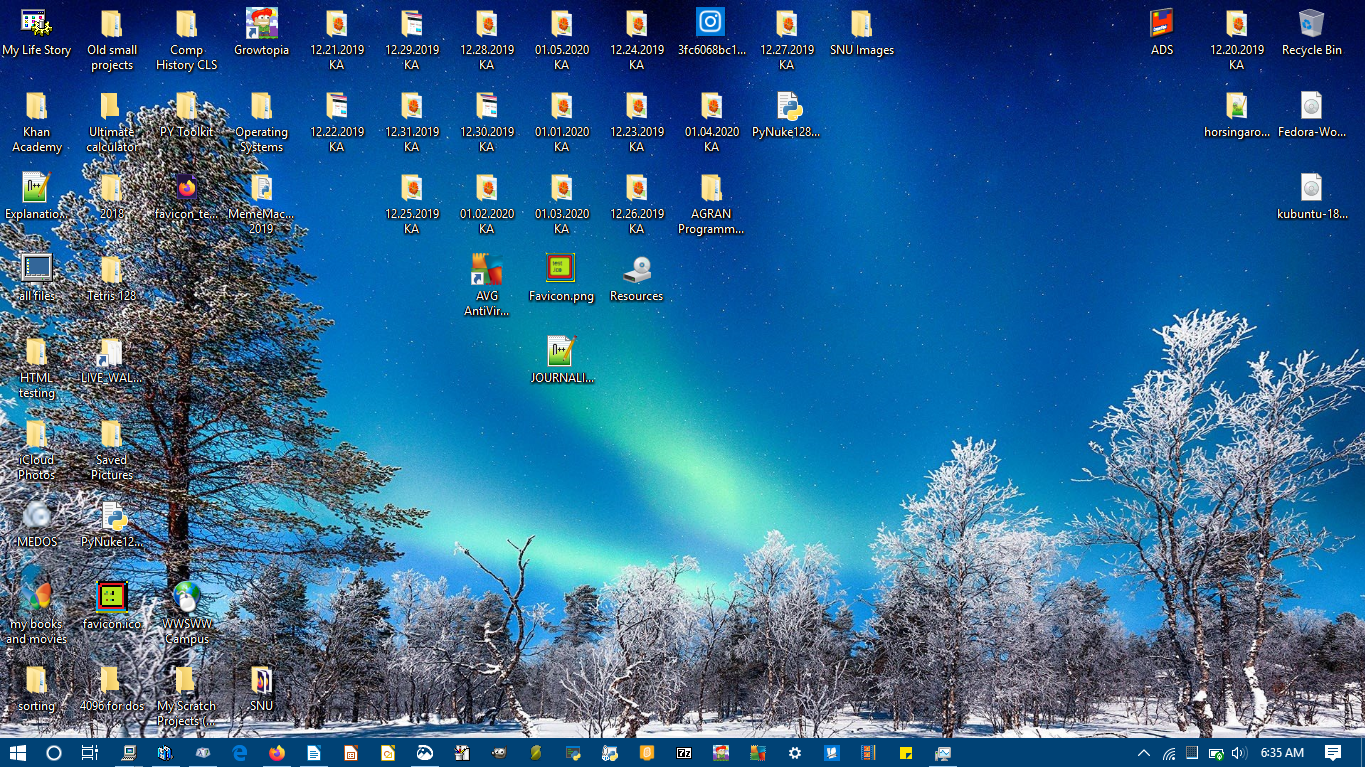 My Life Story
Old small
projects
Comp
History CLS
Growtopia
12.21.2019
KA
12.29.2019
KA
12.28.2019
KA
01.05.2020
KA
12.24.2019
KA
3fc6068bc1...
12.27.2019
KA
SNU Images
ADS
12.20.2019
KA
Recycle Bin
Khan
Academy
Ultimate
calculator
PY Toolkit
Operating
Systems
12.22.2019
KA
12.31.2019
KA
12.30.2019
KA
01.01.2020
KA
12.23.2019
KA
01.04.2020
KA
PyNuke128...
horsingaro...
Fedora-Wo...
Explanatio...
2018
favicon_te...
MemeMac...
2019
12.25.2019
KA
01.02.2020
KA
01.03.2020
KA
12.26.2019
KA
AGRAN
Programm...
kubuntu-18...
all files
Tetris 128
AVG
AntiVir...
Favicon.png
Resources
HTML
testing
LIVE_WAL...
JOURNALI...
iCloud
Photos
Saved
Pictures
MEDOS
PyNuke12...
my books
and movies
favicon.ico
WWSWW
Campus
sorting
4096 for dos
My Scratch
Projects (...
SNU
6:35 AM